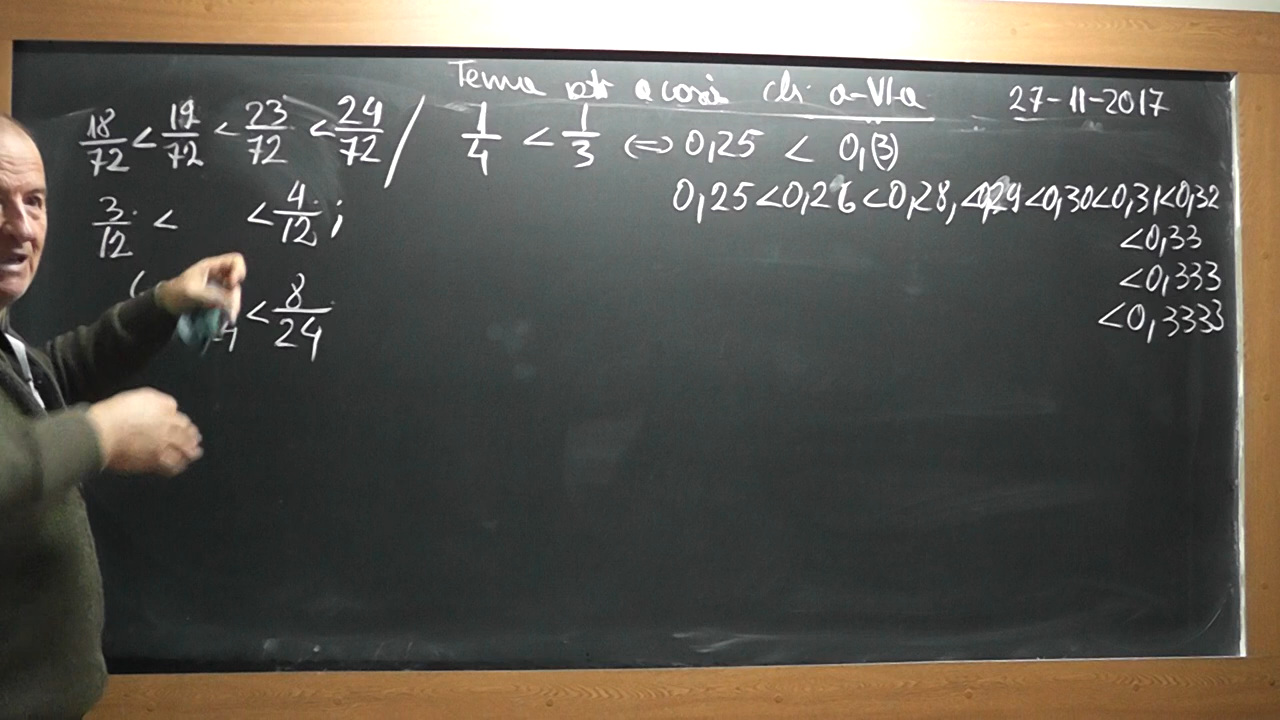 Tema ptr acasă cls. a-VI-a 27-11-2017
18/72 < 19/72 < 23/72 < 24/72 / 1/4 < 1/3 ⇔ 0,25 < 0,(3)
0,25 < 0,26 < 0,28, < 0,29 < 0,30 < 0,31 < 0,32
3/12 < < 4/12 ;
< 0,33
< 0,333
< 8/24
< 0,3333